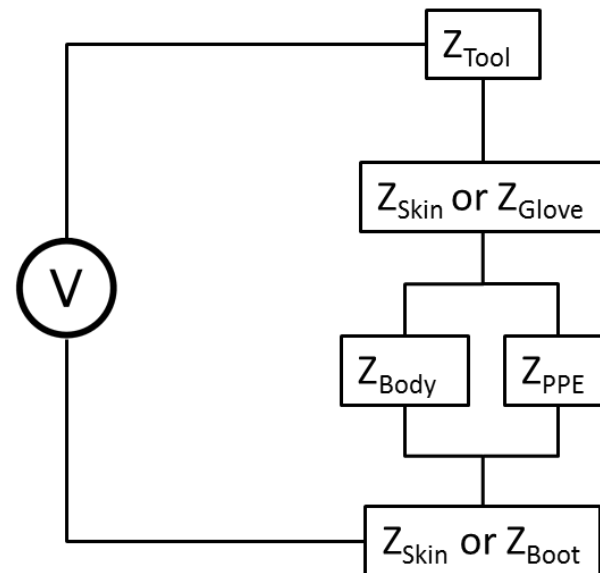 Z_Tool
Z_Skin or Z_Glove
V
Z_Body Z_PPE
Z_Skin or Z_Boot